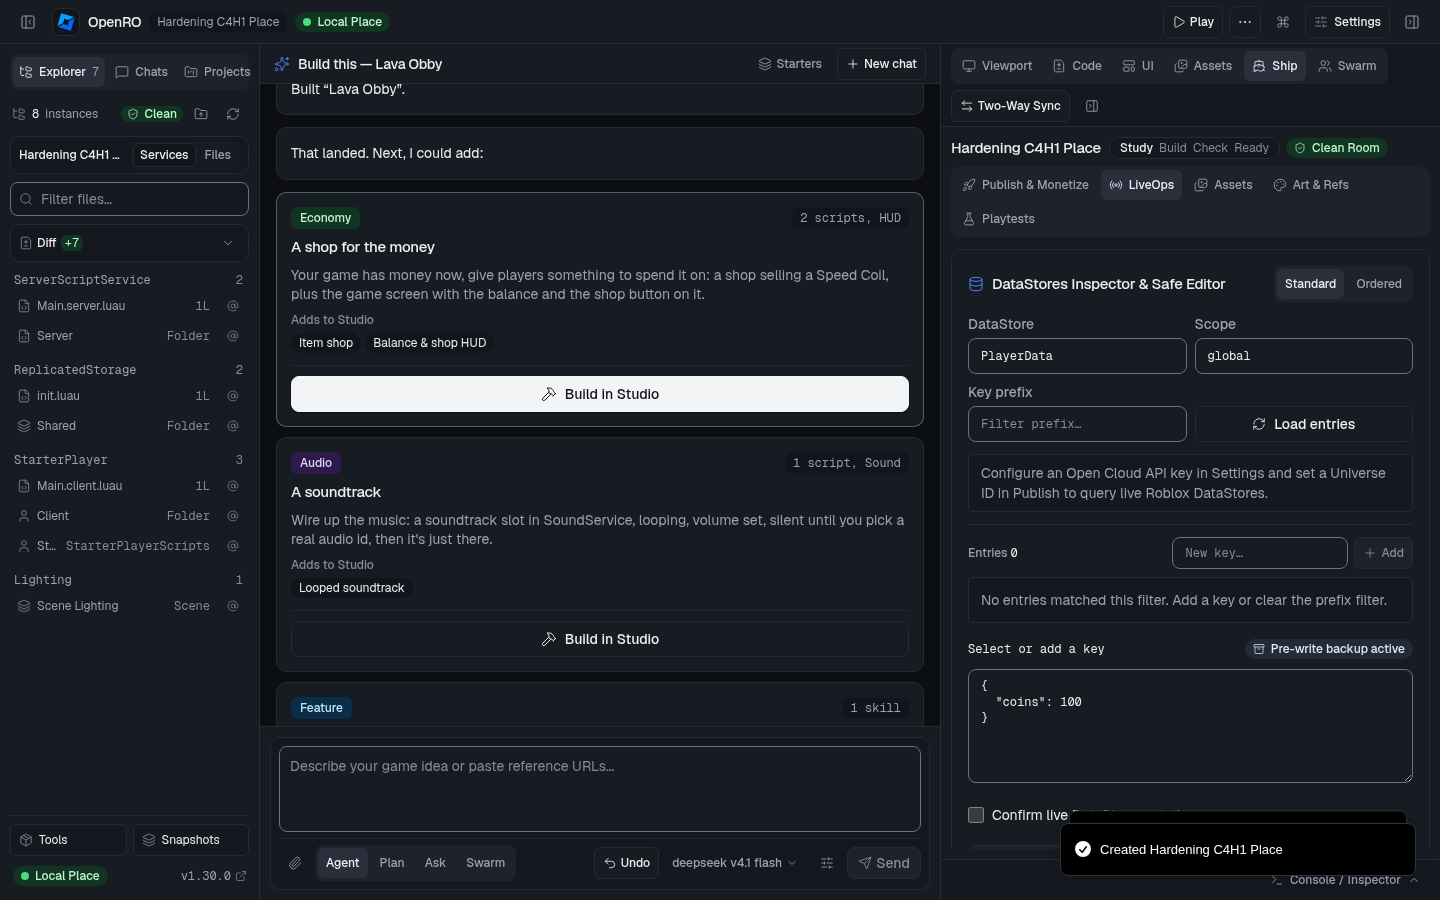 OpenRO
Hardening C4H1 Place
Local Place
Play
Settings
Explorer 7
Chats
Projects
8 instances
Clean
Hardening C4H1 ...
Services
Files
Filter files...
Diff +7
ServerScriptService 2
Main.server.luau 1L
Server Folder
ReplicatedStorage 2
init.luau 1L
Shared Folder
StarterPlayer 3
Main.client.luau 1L
Client Folder
St... StarterPlayerScripts
Lighting 1
Scene Lighting Scene
Tools
Snapshots
Local Place
v1.30.0
Build this — Lava Obby
Starters
New chat
Built “Lava Obby”.
That landed. Next, I could add:
Economy
2 scripts, HUD
A shop for the money
Your game has money now, give players something to spend it on: a shop selling a Speed Coil,
plus the game screen with the balance and the shop button on it.
Adds to Studio
Item shop
Balance & shop HUD
Build in Studio
Audio
1 script, Sound
A soundtrack
Wire up the music: a soundtrack slot in SoundService, looping, volume set, silent until you pick a
real audio id, then it's just there.
Adds to Studio
Looped soundtrack
Build in Studio
Feature
1 skill
Describe your game idea or paste reference URLs...
Agent
Plan
Ask
Swarm
Undo
deepseek v4.1 flash
Send
Viewport
Code
UI
Assets
Ship
Swarm
Two-Way Sync
Hardening C4H1 Place
Study Build Check Ready
Clean Room
Publish & Monetize
LiveOps
Assets
Art & Refs
Playtests
DataStores Inspector & Safe Editor
Standard
Ordered
DataStore
Scope
PlayerData
global
Key prefix
Filter prefix…
Load entries
Configure an Open Cloud API key in Settings and set a Universe
ID in Publish to query live Roblox DataStores.
Entries 0
New key…
Add
No entries matched this filter. Add a key or clear the prefix filter.
Select or add a key
Pre-write backup active
{
"coins": 100
}
Confirm live
Created Hardening C4H1 Place
Console / Inspector